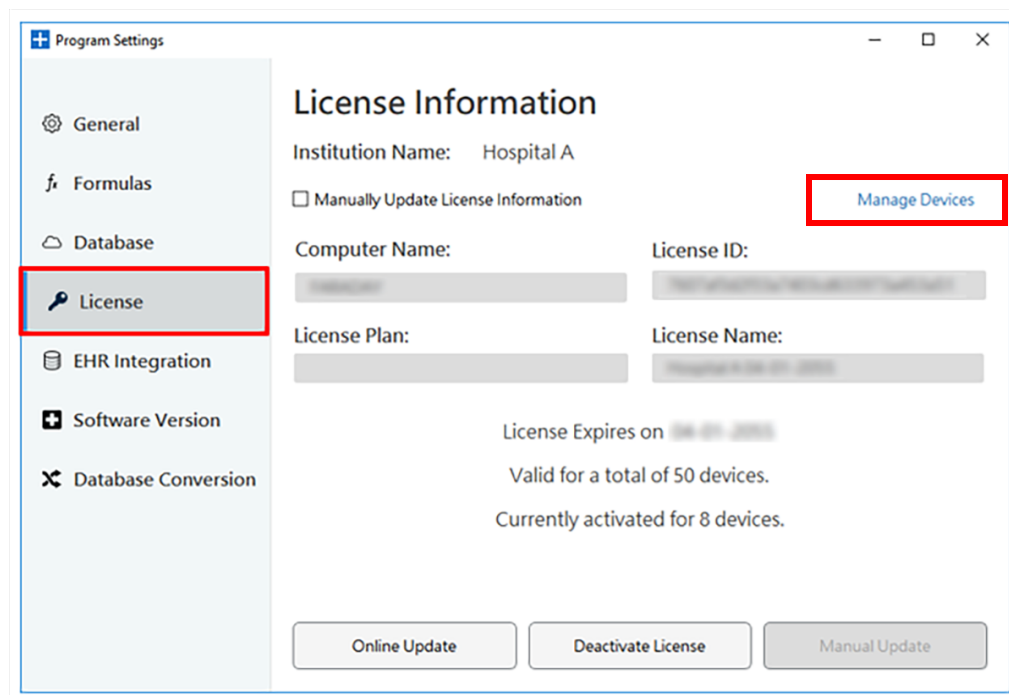 Program Settings
General
Formulas
Database
License
EHR Integration
Software Version
Database Conversion
License Information
Institution Name: Hospital A
Manually Update License Information
Manage Devices
Computer Name:
License ID:
License Plan:
License Name:
License Expires on
Valid for a total of 50 devices.
Currently activated for 8 devices.
Online Update
Deactivate License
Manual Update